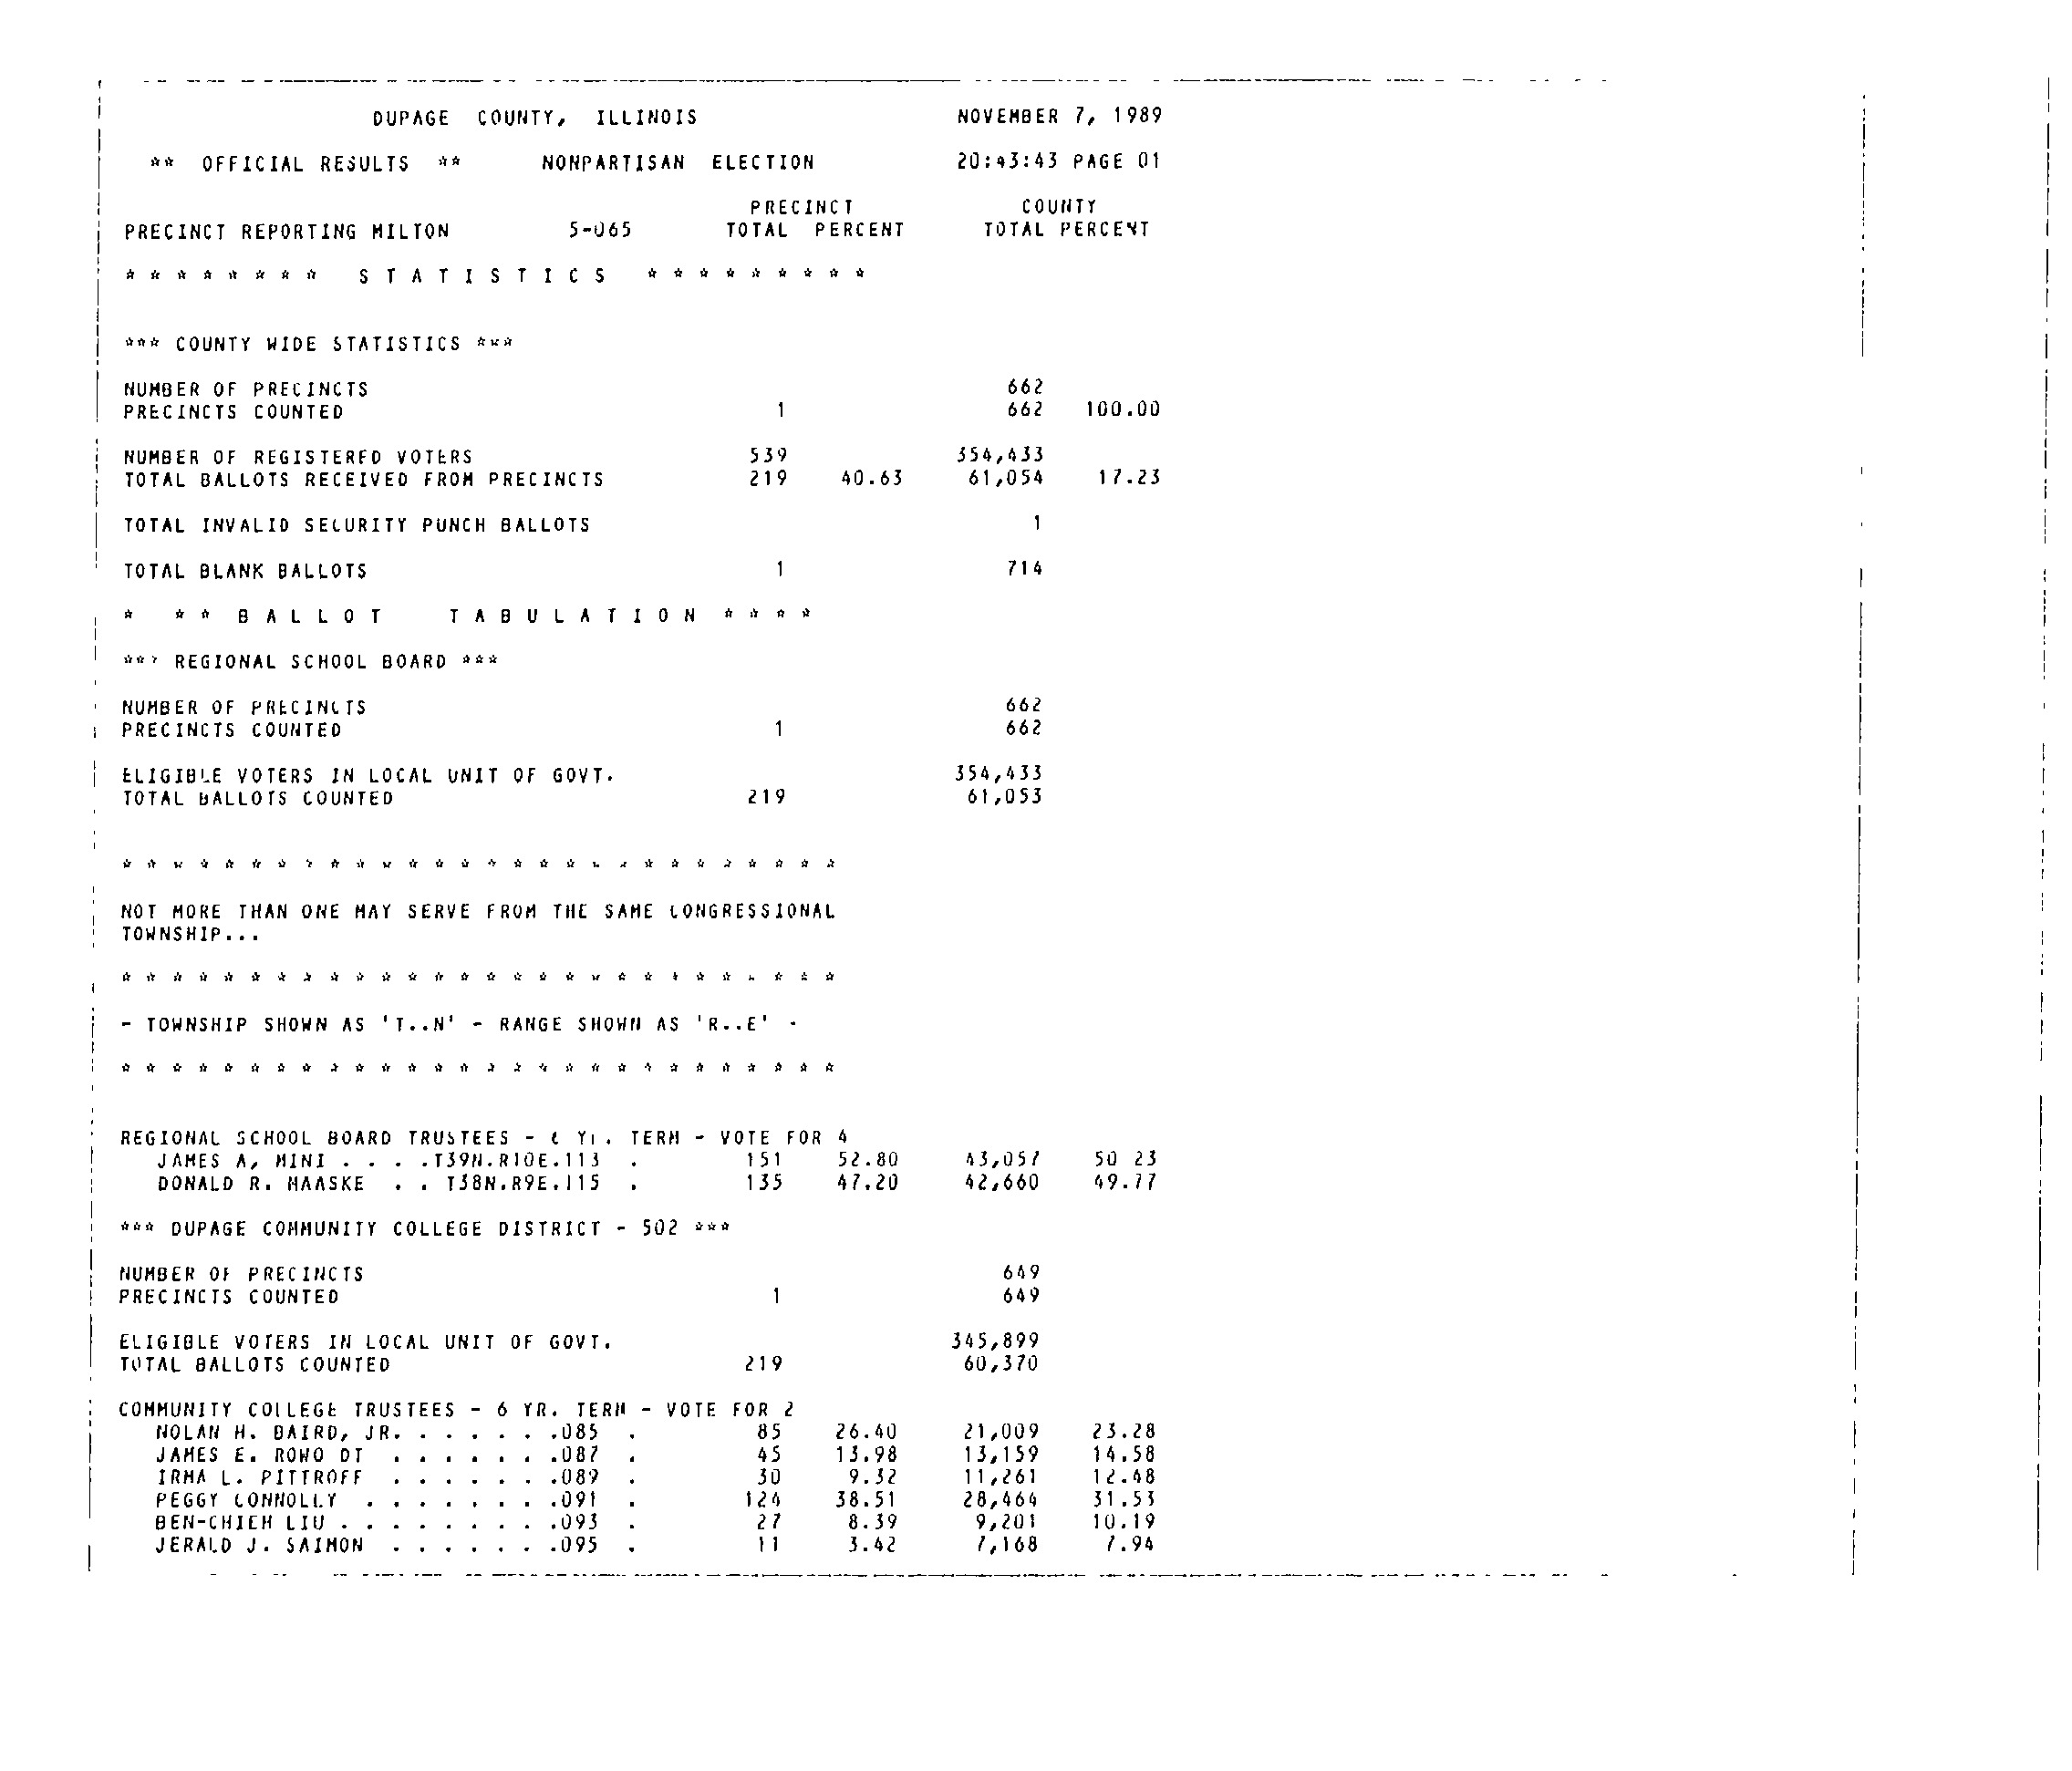 DUPAGE COUNTY, ILLINOIS NOVEMBER 7, 1989
** OFFICIAL RESULTS ** NONPARTISAN ELECTION 20:43:43 PAGE 01
PRECINCT COUNTY
PRECINCT REPORTING MILTON 5-065 TOTAL PERCENT TOTAL PERCENT
* * * * * * * * S T A T I S T I C S * * * * * * * * *
*** COUNTY WIDE STATISTICS ***
NUMBER OF PRECINCTS 662
PRECINCTS COUNTED 1 662 100.00
NUMBER OF REGISTERED VOTERS 539 354,433
TOTAL BALLOTS RECEIVED FROM PRECINCTS 219 40.63 61,054 17.23
TOTAL INVALID SECURITY PUNCH BALLOTS 1
TOTAL BLANK BALLOTS 1 714
* ** B A L L O T T A B U L A T I O N * * * *
*** REGIONAL SCHOOL BOARD ***
NUMBER OF PRECINCTS 662
PRECINCTS COUNTED 1 662
ELIGIBLE VOTERS IN LOCAL UNIT OF GOVT. 354,433
TOTAL BALLOTS COUNTED 219 61,053
* * * * * * * * * * * * * * * * * * * * * * * * * * * *
NOT MORE THAN ONE MAY SERVE FROM THE SAME CONGRESSIONAL
TOWNSHIP...
* * * * * * * * * * * * * * * * * * * * * * * * * * * *
- TOWNSHIP SHOWN AS 'T..N' - RANGE SHOWN AS 'R..E' -
* * * * * * * * * * * * * * * * * * * * * * * * * * * *
REGIONAL SCHOOL BOARD TRUSTEES - 6 YR. TERM - VOTE FOR 4
JAMES A, MINI . . . .T39N.R10E.113 . 151 52.80 43,057 50 23
DONALD R. HAASKE . . T38N.R9E.115 . 135 47.20 42,660 49.77
*** DUPAGE COMMUNITY COLLEGE DISTRICT - 502 ***
NUMBER OF PRECINCTS 649
PRECINCTS COUNTED 1 649
ELIGIBLE VOTERS IN LOCAL UNIT OF GOVT. 345,899
TOTAL BALLOTS COUNTED 219 60,370
COMMUNITY COLLEGE TRUSTEES - 6 YR. TERM - VOTE FOR 2
NOLAN H. BAIRD, JR. . . . . . .085 . 85 26.40 21,009 23.28
JAMES E. ROWO DT . . . . . . .087 . 45 13.98 13,159 14.58
IRMA L. PITTROFF . . . . . . .089 . 30 9.32 11,261 12.48
PEGGY CONNOLLY . . . . . . . .091 . 124 38.51 28,464 31.53
BEN-CHIEH LIU . . . . . . . . .093 . 27 8.39 9,201 10.19
JERALD J. SAIMON . . . . . . .095 . 11 3.42 7,168 7.94